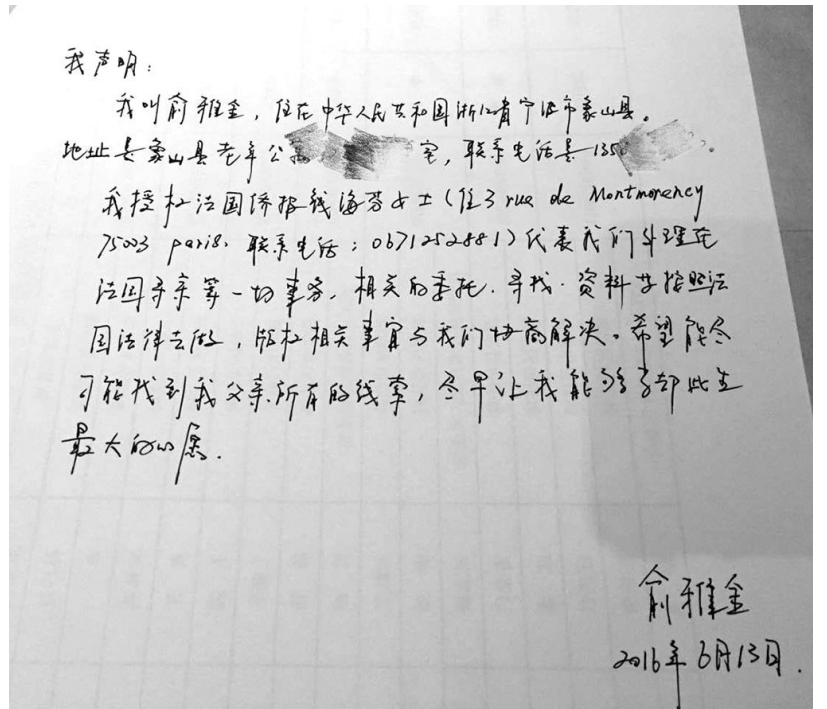 我声明：
我叫俞雅金，住在中华人民共和国浙江省宁波市象山县。
地址是象山县老年公 室，联系电话是135
我授权法国侨报钱海芬女士（住3 rue de Montmorency
75003 paris. 联系电话：0671252881）代表我们处理在
法国寻亲等一切事务，相关的委托.寻找.资料等按照法
国法律去做，版权相关事宜与我们协商解决。希望能尽
可能找到我父亲所有的线索，尽早让我能够了却此生
最大的心愿.
俞雅金
2016年6月13日.